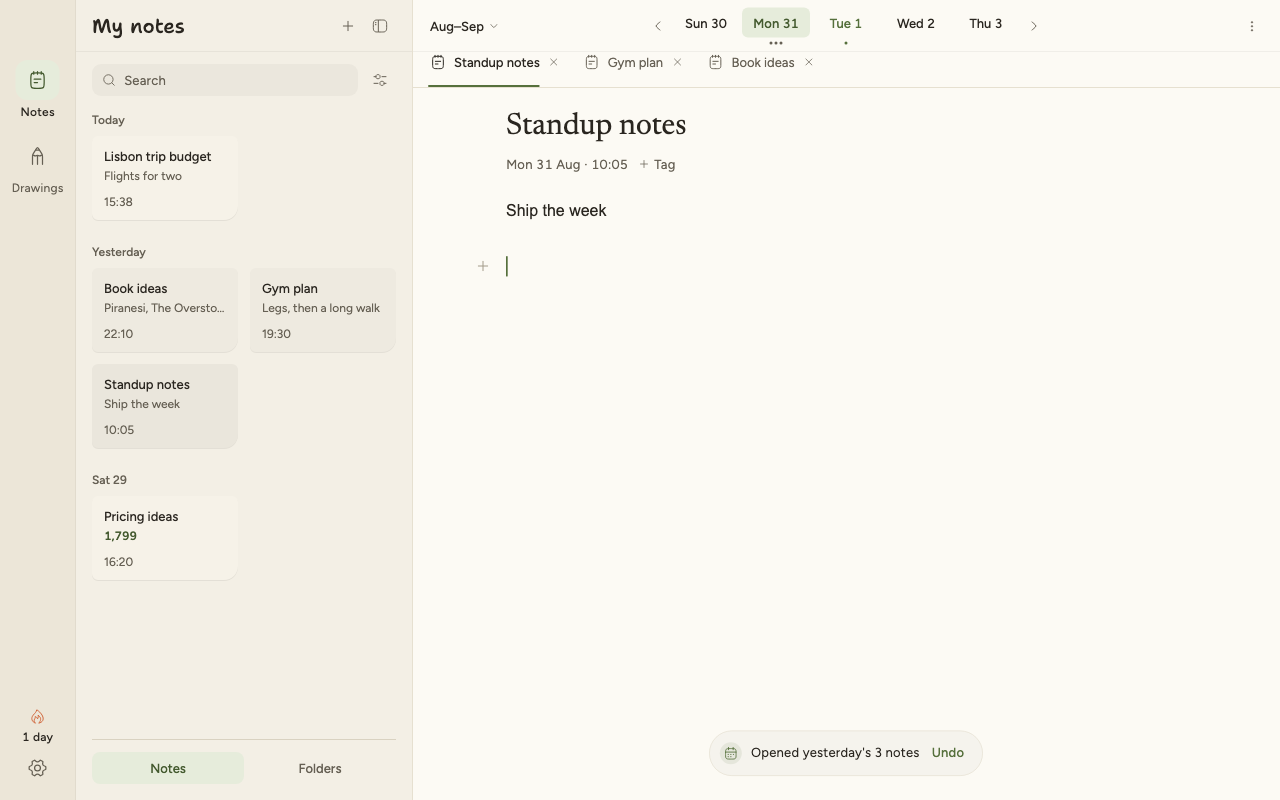 My notes
Notes
Drawings
1 day
Search
Today
Lisbon trip budget
Flights for two
15:38
Yesterday
Book ideas
Piranesi, The Oversto...
22:10
Gym plan
Legs, then a long walk
19:30
Standup notes
Ship the week
10:05
Sat 29
Pricing ideas
1,799
16:20
Notes Folders
Aug–Sep Sun 30 Mon 31 Tue 1 Wed 2 Thu 3
Standup notes Gym plan Book ideas
Standup notes
Mon 31 Aug · 10:05 + Tag
Ship the week
Opened yesterday's 3 notes Undo